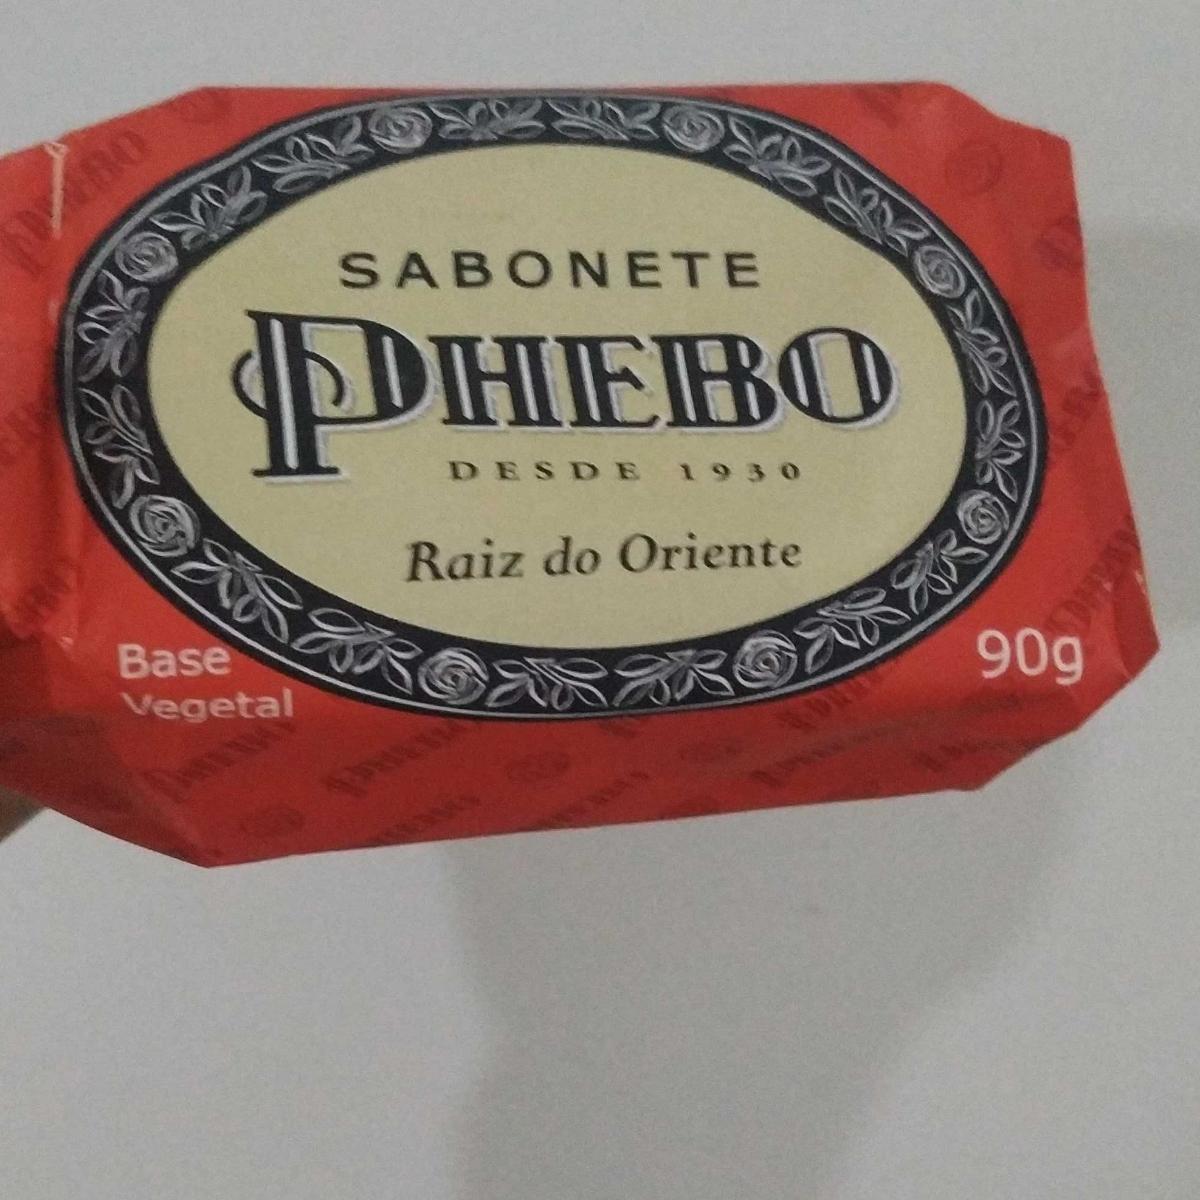 SABONETE
PHEBO
DESDE 1930
Raiz do Oriente
Base
Vegetal
90g